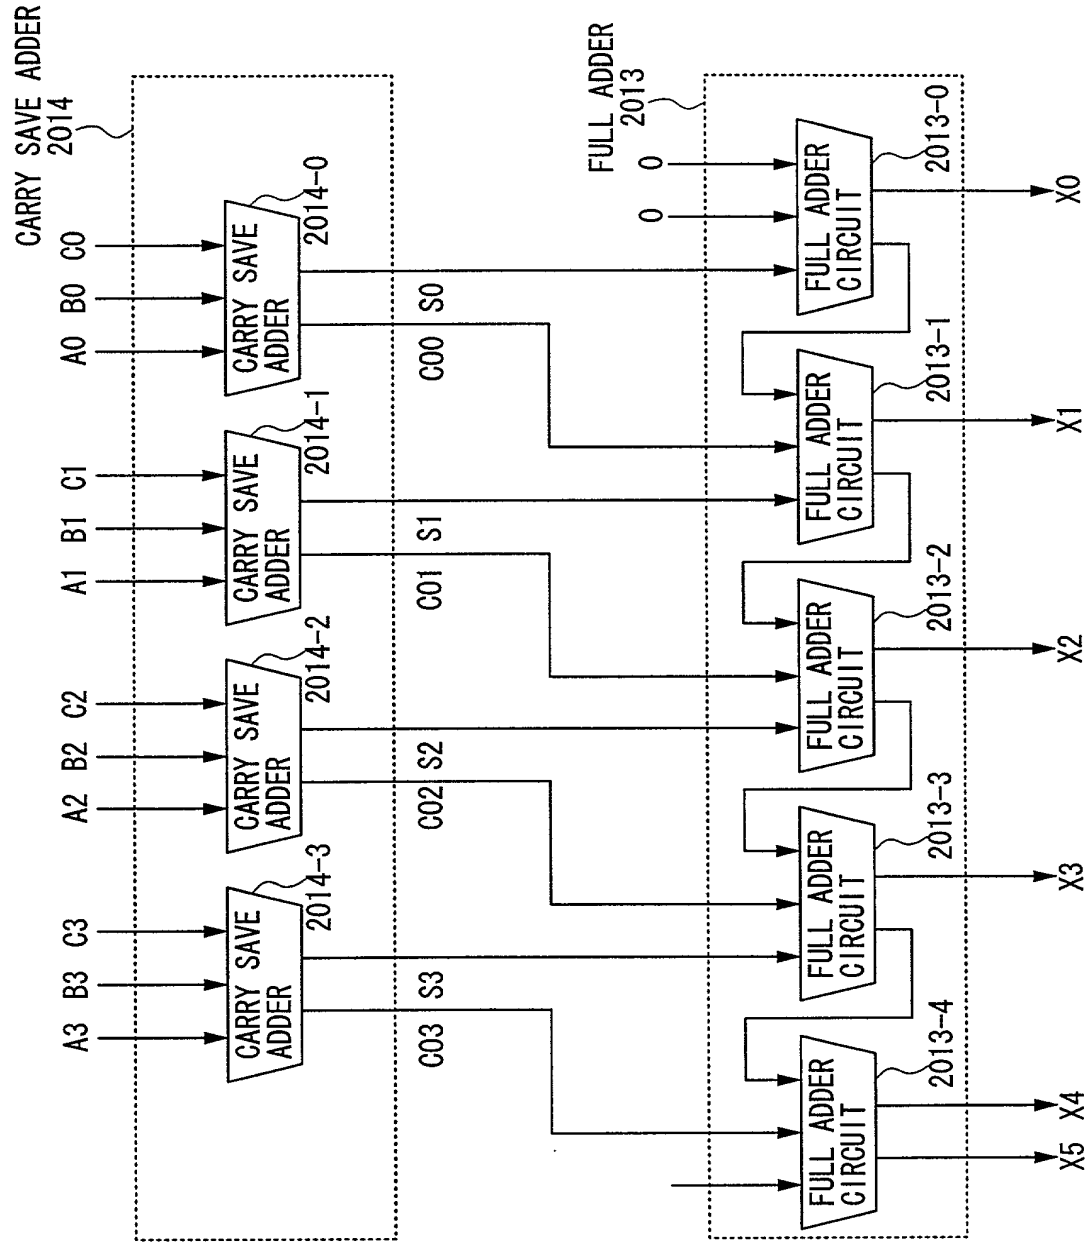 CARRY SAVE ADDER
2014
A3
B3
C3
A2
B2
C2
A1
B1
C1
A0
B0
C0
CARRY SAVE
ADDER
2014-3
CARRY SAVE
ADDER
2014-2
CARRY SAVE
ADDER
2014-1
CARRY SAVE
ADDER
2014-0
CO3
S3
CO2
S2
CO1
S1
CO0
S0
FULL ADDER
2013
0
0
FULL ADDER
CIRCUIT
2013-4
FULL ADDER
CIRCUIT
2013-3
FULL ADDER
CIRCUIT
2013-2
FULL ADDER
CIRCUIT
2013-1
FULL ADDER
CIRCUIT
2013-0
X5
X4
X3
X2
X1
X0